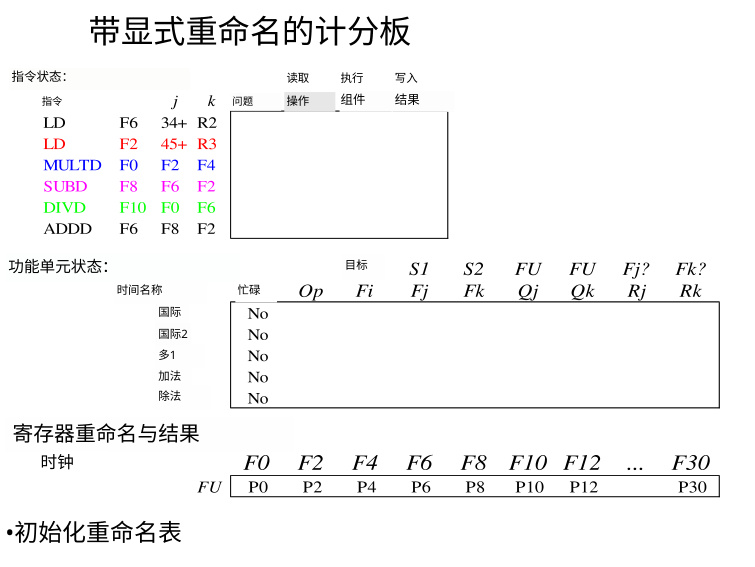 带显式重命名的计分板
指令状态：
读取 执行 写入
指令 j k 问题 操作 组件 结果
LD F6 34+ R2
LD F2 45+ R3
MULTD F0 F2 F4
SUBD F8 F6 F2
DIVD F10 F0 F6
ADDD F6 F8 F2
功能单元状态：
目标 S1 S2 FU FU Fj? Fk?
时间名称 忙碌 Op Fi Fj Fk Qj Qk Rj Rk
国际 No
国际2 No
多1 No
加法 No
除法 No
寄存器重命名与结果
时钟 F0 F2 F4 F6 F8 F10 F12 ... F30
FU P0 P2 P4 P6 P8 P10 P12 P30
•初始化重命名表